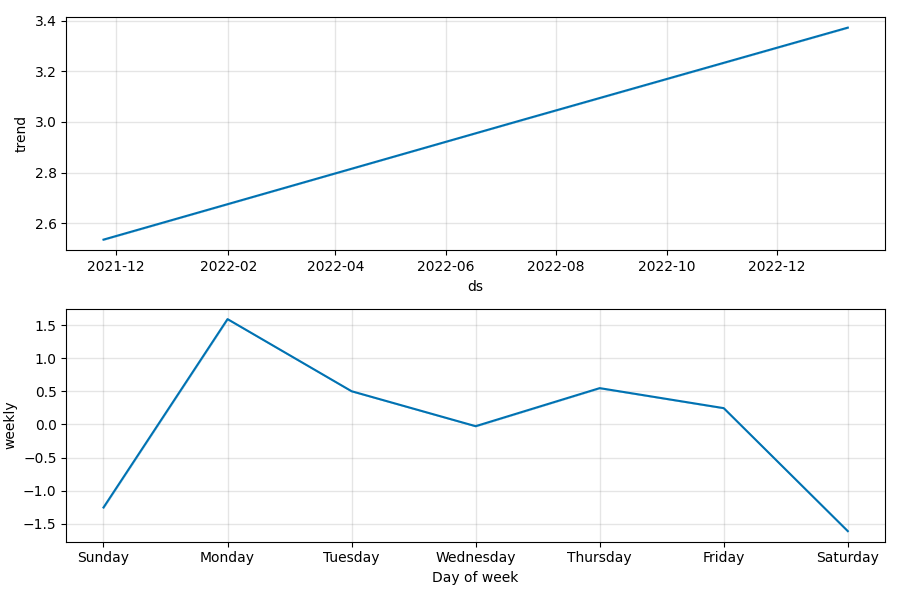 3.4
3.2
3.0
2.8
2.6
trend
2021-12 2022-02 2022-04 2022-06 2022-08 2022-10 2022-12
ds
1.5
1.0
0.5
0.0
−0.5
−1.0
−1.5
weekly
Sunday Monday Tuesday Wednesday Thursday Friday Saturday
Day of week